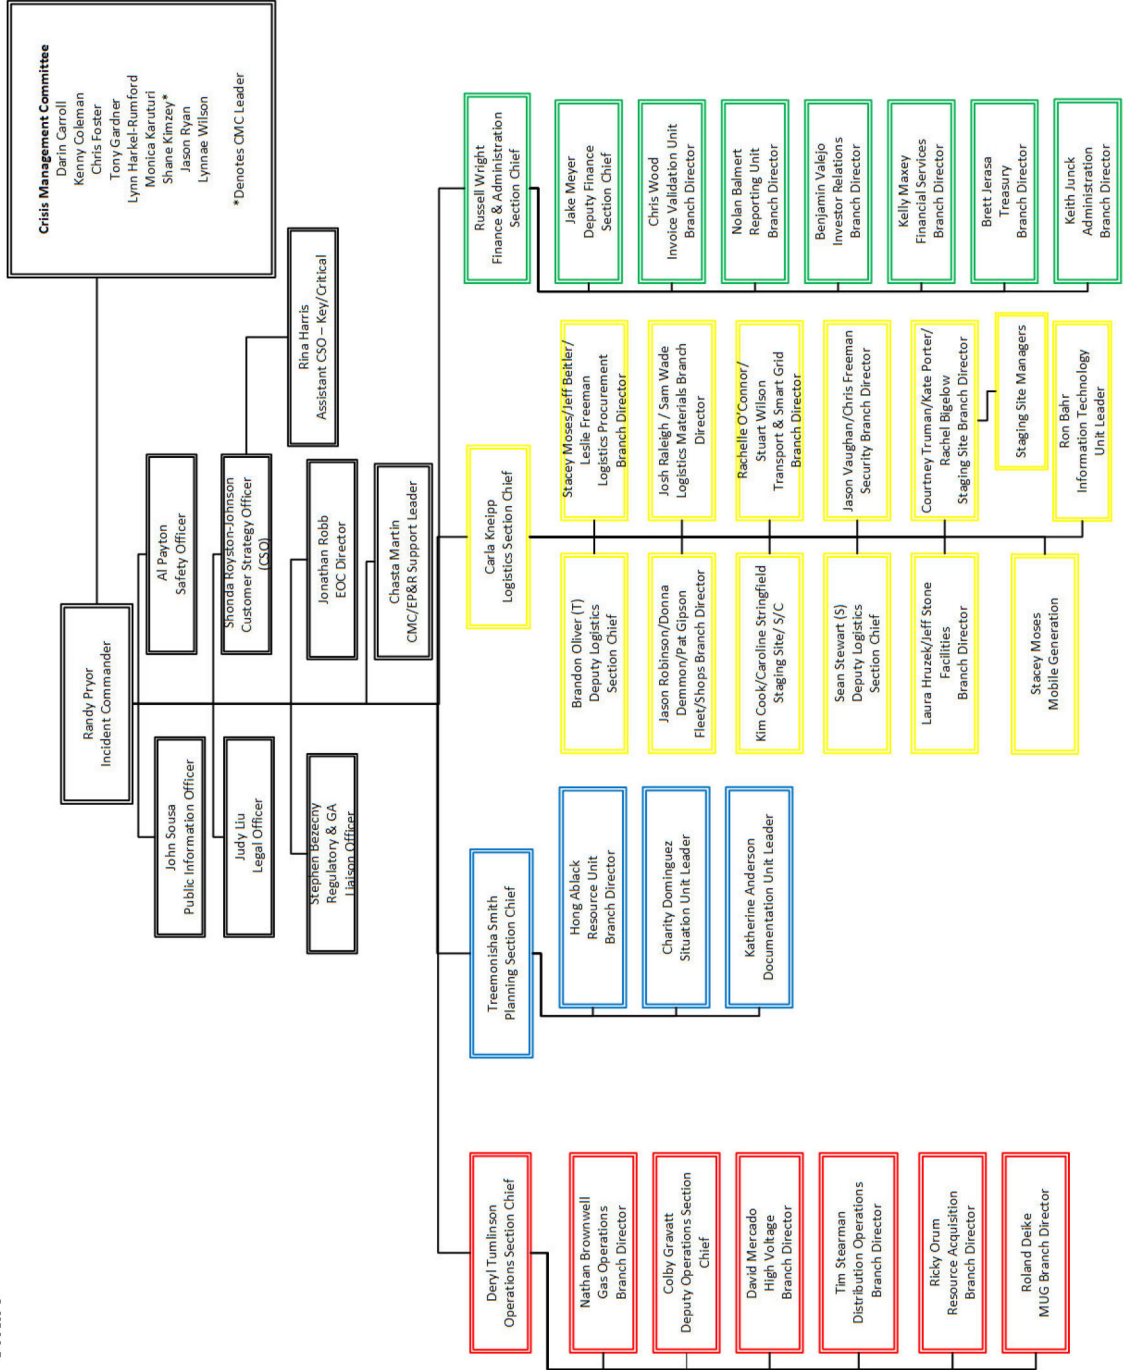 Crisis Management Committee
Darin Carroll
Kenny Coleman
Chris Foster
Tony Gardner
Lynn Harkel-Rumford
Monica Karuturi
Shane Kimzey*
Jason Ryan
Lynnae Wilson
*Denotes CMC Leader
Randy Pryor
Incident Commander
John Sousa
Public Information Officer
Al Payton
Safety Officer
Judy Liu
Legal Officer
Shonda Royston-Johnson
Customer Strategy Officer
(CSO)
Rina Harris
Assistant CSO – Key/Critical
Stephen Bezecny
Regulatory & GA
Liaison Officer
Jonathan Robb
EOC Director
Chasta Martin
CMC/EP&R Support Leader
Deryl Tumlinson
Operations Section Chief
Nathan Brownwell
Gas Operations
Branch Director
Colby Gravatt
Deputy Operations Section
Chief
David Mercado
High Voltage
Branch Director
Tim Stearman
Distribution Operations
Branch Director
Ricky Orum
Resource Acquisition
Branch Director
Roland Deike
MUG Branch Director
Treemonisha Smith
Planning Section Chief
Hong Ablack
Resource Unit
Branch Director
Charity Dominguez
Situation Unit Leader
Katherine Anderson
Documentation Unit Leader
Carla Kneipp
Logistics Section Chief
Brandon Oliver (T)
Deputy Logistics
Section Chief
Stacey Moses/Jeff Beitler/
Leslie Freeman
Logistics Procurement
Branch Director
Jason Robinson/Donna
Demmon/Pat Gipson
Fleet/Shops Branch Director
Josh Raleigh / Sam Wade
Logistics Materials Branch
Director
Kim Cook/Caroline Stringfield
Staging Site/ S/C
Rachelle O'Connor/
Stuart Wilson
Transport & Smart Grid
Branch Director
Sean Stewart (S)
Deputy Logistics
Section Chief
Jason Vaughan/Chris Freeman
Security Branch Director
Laura Hruzek/Jeff Stone
Facilities
Branch Director
Courtney Truman/Kate Porter/
Rachel Bigelow
Staging Site Branch Director
Staging Site Managers
Stacey Moses
Mobile Generation
Ron Bahr
Information Technology
Unit Leader
Russell Wright
Finance & Administration
Section Chief
Jake Meyer
Deputy Finance
Section Chief
Chris Wood
Invoice Validation Unit
Branch Director
Nolan Balmert
Reporting Unit
Branch Director
Benjamin Valejo
Investor Relations
Branch Director
Kelly Maxey
Financial Services
Branch Director
Brett Jerasa
Treasury
Branch Director
Keith Junck
Administration
Branch Director